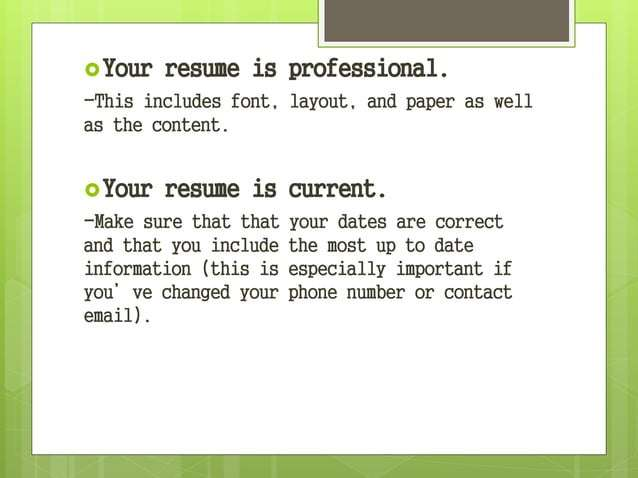 Your resume is professional.
-This includes font, layout, and paper as well
as the content.
Your resume is current.
-Make sure that that your dates are correct
and that you include the most up to date
information (this is especially important if
you've changed your phone number or contact
email).